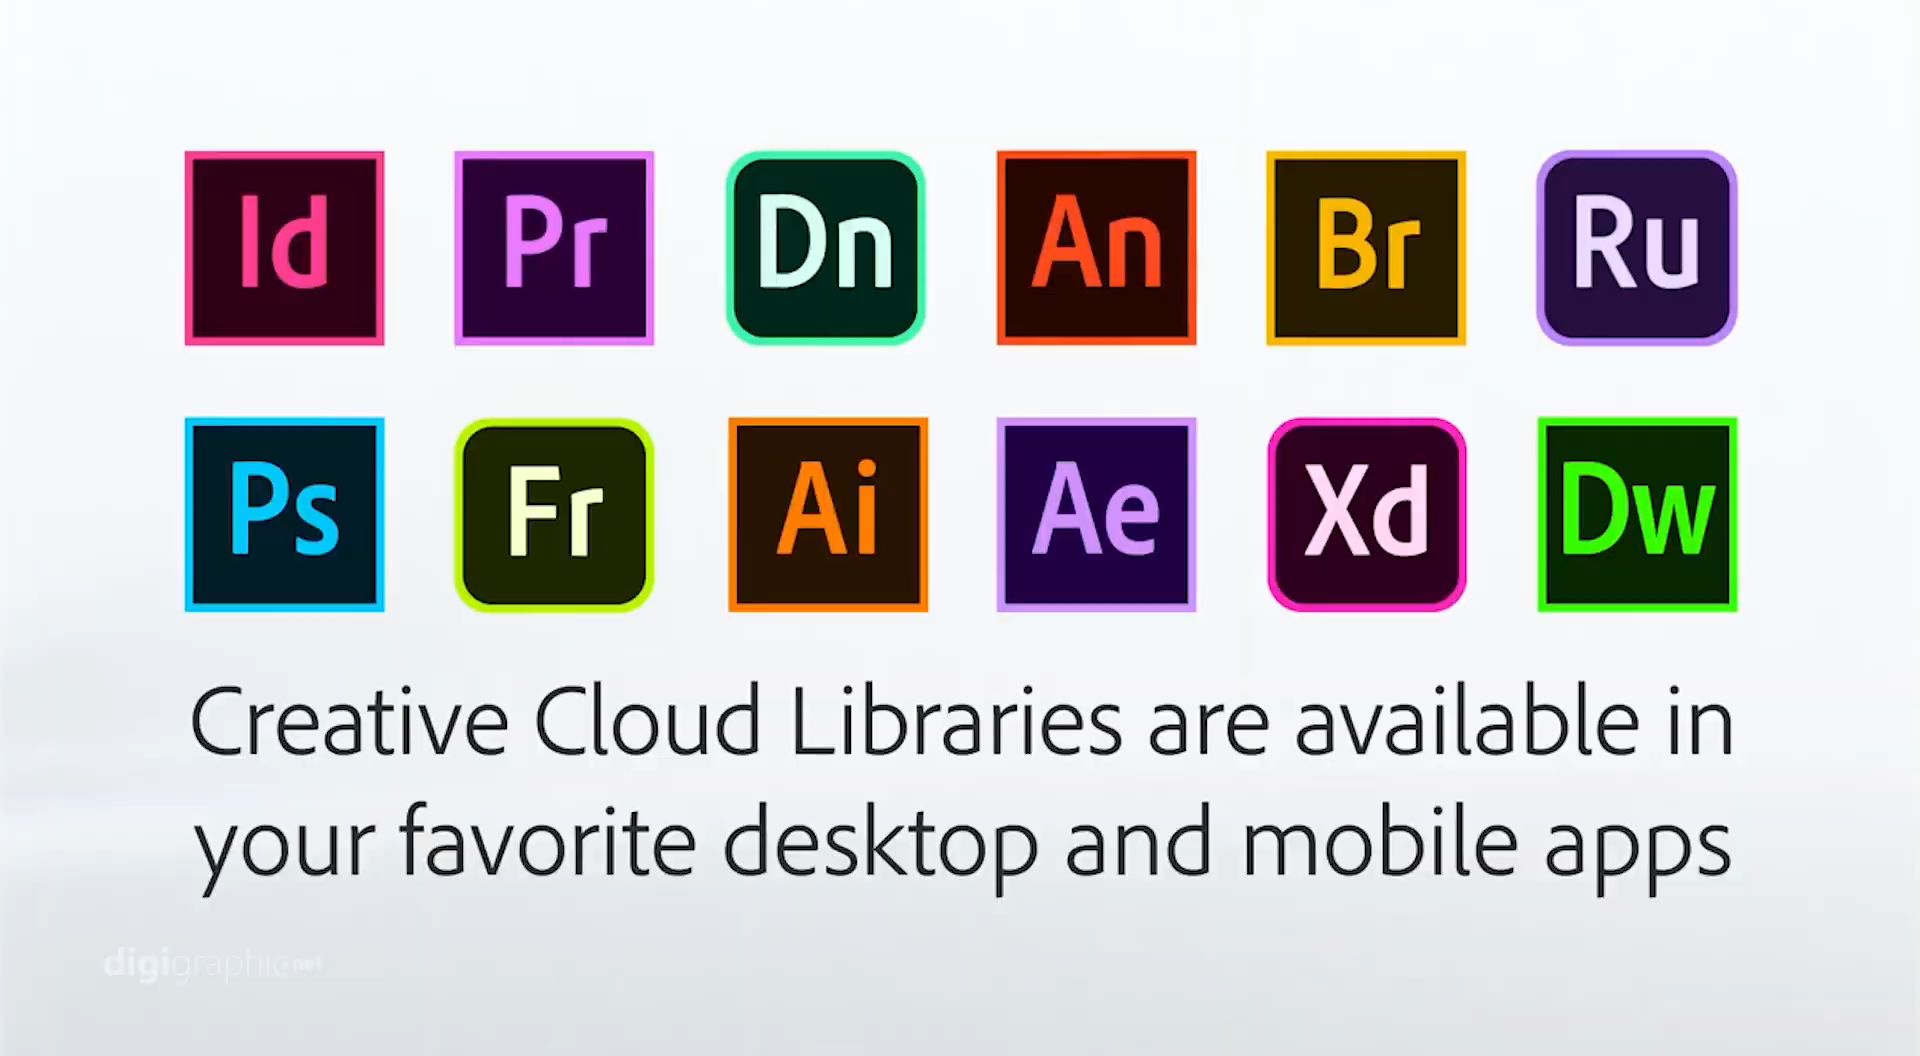 Id Pr Dn An Br Ru
Ps Fr Ai Ae Xd Dw
Creative Cloud Libraries are available in
your favorite desktop and mobile apps
digigraphic.net